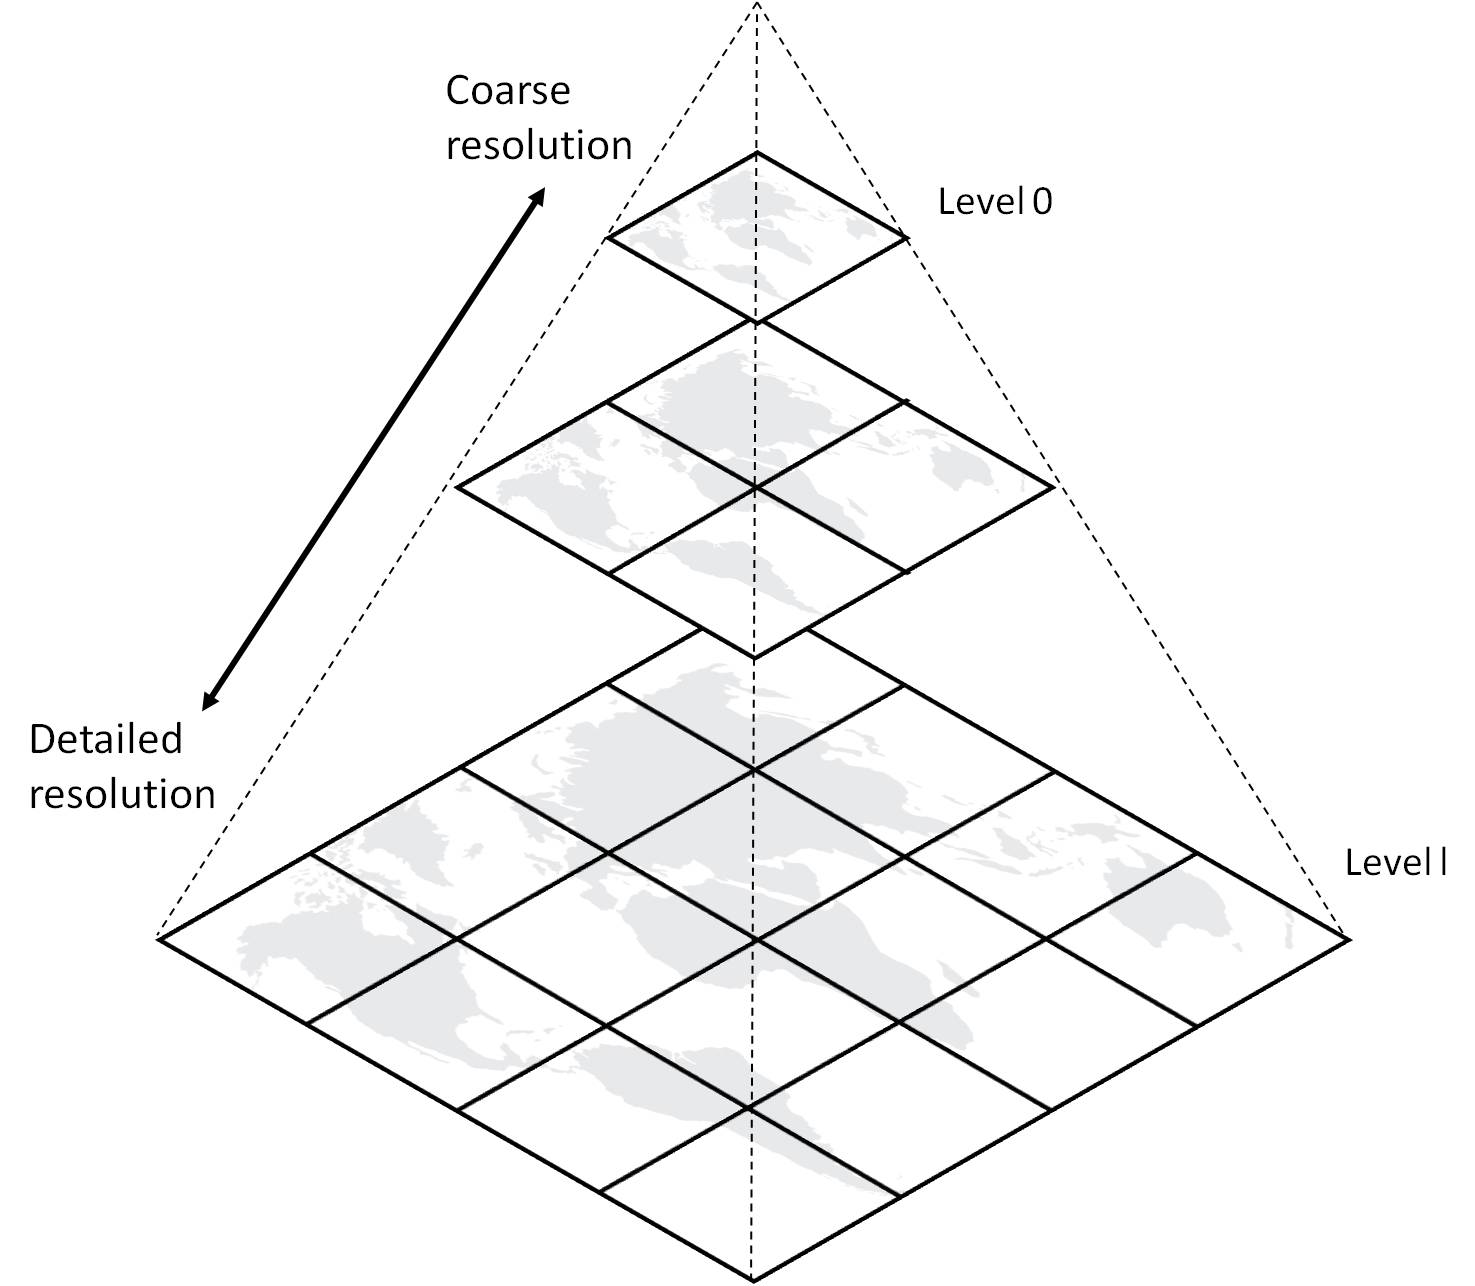 Coarse
resolution
Level 0
Detailed
resolution
Level l